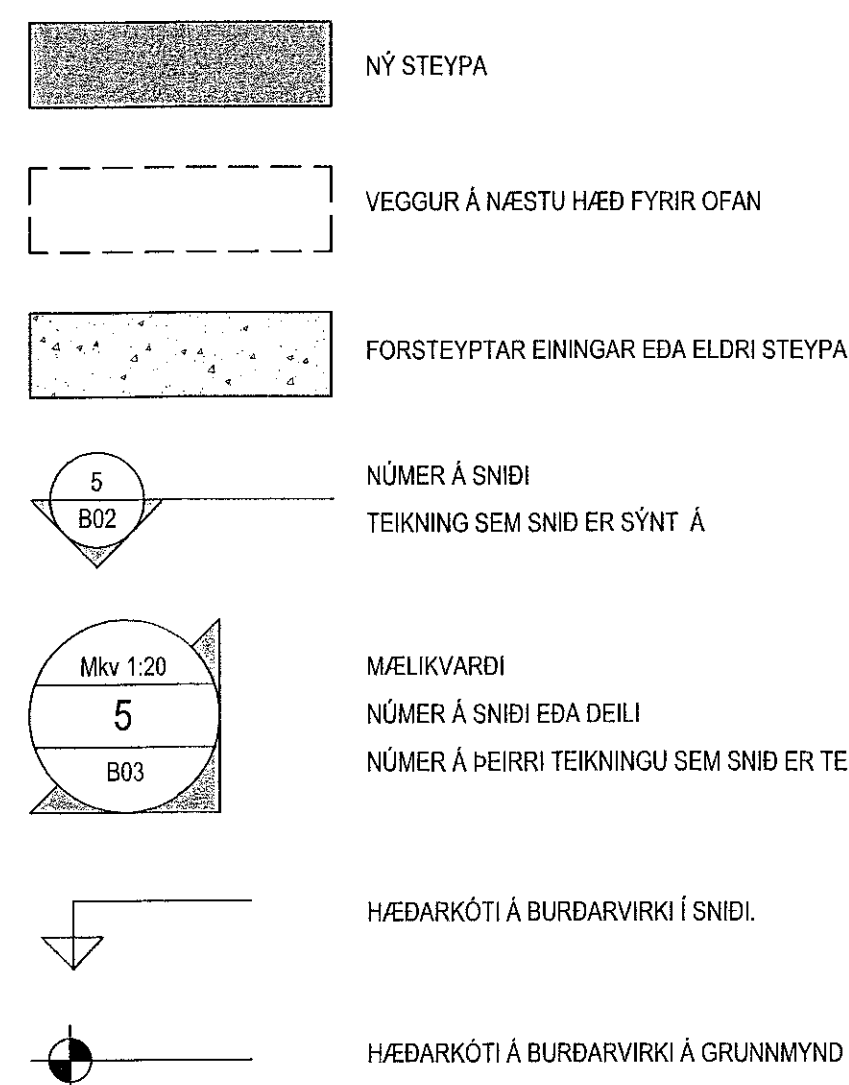 NÝ STEYPA
VEGGUR Á NÆSTU HÆÐ FYRIR OFAN
FORSTEYPTAR EININGAR EÐA ELDRI STEYPA
5
B02
NÚMER Á SNIÐI
TEIKNING SEM SNIÐ ER SÝNT Á
Mkv 1:20
5
B03
MÆLIKVARÐI
NÚMER Á SNIÐI EÐA DEILI
NÚMER Á ÞEIRRI TEIKNINGU SEM SNIÐ ER TE
HÆÐARKÓTI Á BURÐARVIRKI Í SNIÐI.
HÆÐARKÓTI Á BURÐARVIRKI Á GRUNNMYND